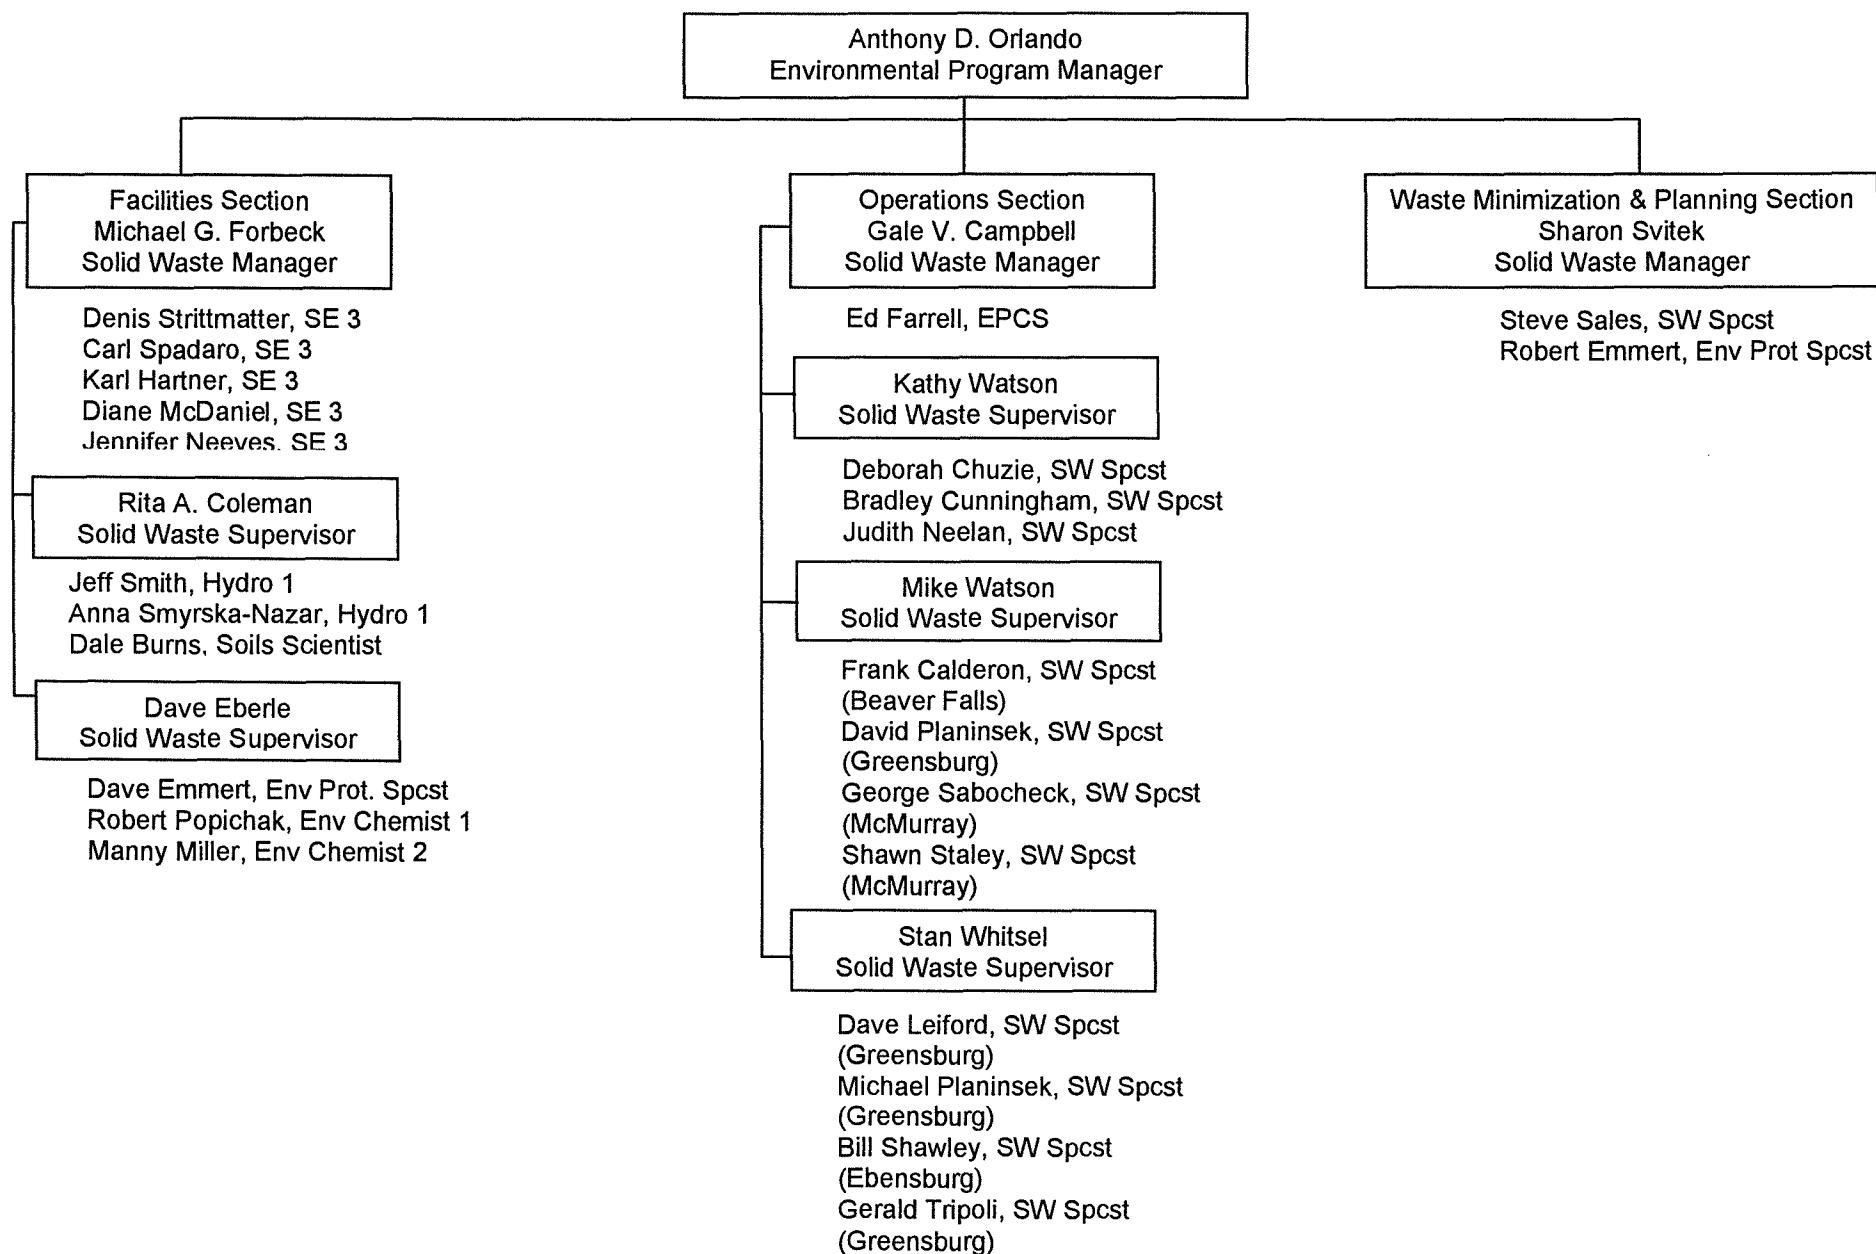 Anthony D. Orlando
Environmental Program Manager
Facilities Section
Michael G. Forbeck
Solid Waste Manager
Denis Strittmatter, SE 3
Carl Spadaro, SE 3
Karl Hartner, SE 3
Diane McDaniel, SE 3
Jennifer Neeves, SE 3
Rita A. Coleman
Solid Waste Supervisor
Jeff Smith, Hydro 1
Anna Smyrska-Nazar, Hydro 1
Dale Burns, Soils Scientist
Dave Eberle
Solid Waste Supervisor
Dave Emmert, Env Prot. Spcst
Robert Popichak, Env Chemist 1
Manny Miller, Env Chemist 2
Operations Section
Gale V. Campbell
Solid Waste Manager
Ed Farrell, EPCS
Kathy Watson
Solid Waste Supervisor
Deborah Chuzie, SW Spcst
Bradley Cunningham, SW Spcst
Judith Neelan, SW Spcst
Mike Watson
Solid Waste Supervisor
Frank Calderon, SW Spcst
(Beaver Falls)
David Planinsek, SW Spcst
(Greensburg)
George Sabocheck, SW Spcst
(McMurray)
Shawn Staley, SW Spcst
(McMurray)
Stan Whitsel
Solid Waste Supervisor
Dave Leiford, SW Spcst
(Greensburg)
Michael Planinsek, SW Spcst
(Greensburg)
Bill Shawley, SW Spcst
(Ebensburg)
Gerald Tripoli, SW Spcst
(Greensburg)
Waste Minimization & Planning Section
Sharon Svitek
Solid Waste Manager
Steve Sales, SW Spcst
Robert Emmert, Env Prot Spcst